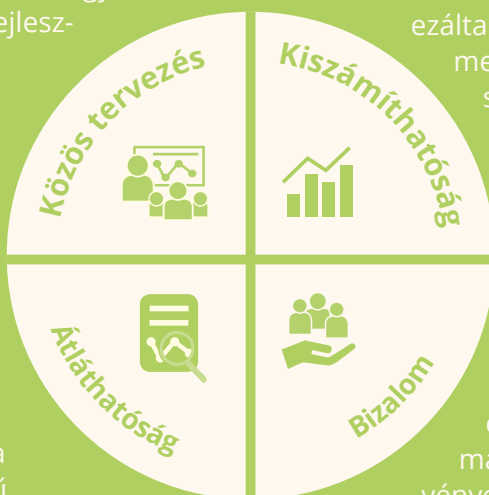 ejlesz-
ezálta
me
Közös tervezés
Kiszámíthatóság
Átláthatóság
Bizalom
a
ma